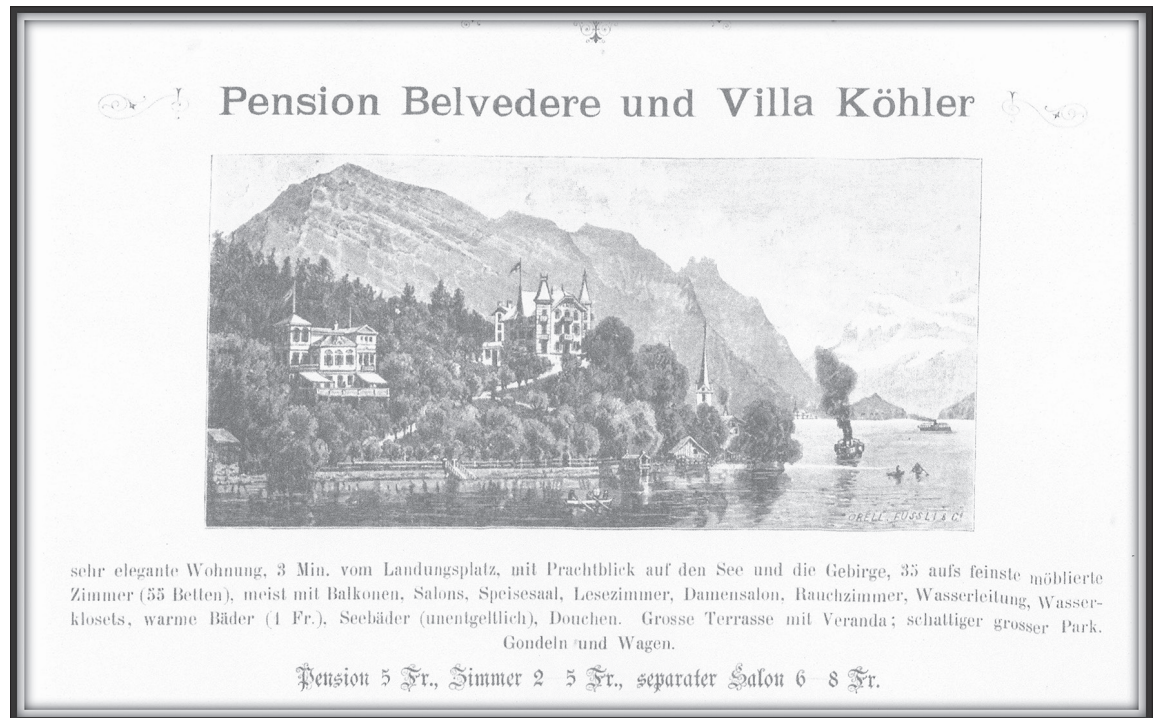 Pension Belvedere und Villa Köhler
ORELL FÜSSLI & Cº
sehr elegante Wohnung, 3 Min. vom Landungsplatz, mit Prachtblick auf den See und die Gebirge, 35 aufs feinste möblierte
Zimmer (55 Betten), meist mit Balkonen, Salons, Speisesaal, Lesezimmer, Damensalon, Rauchzimmer, Wasserleitung, Wasser-
klosets, warme Bäder (1 Fr.), Seebäder (unentgeltlich), Douchen. Grosse Terrasse mit Veranda; schattiger grosser Park.
Gondeln und Wagen.
Pension 5 Fr., Zimmer 2 5 Fr., separater Salon 6 8 Fr.